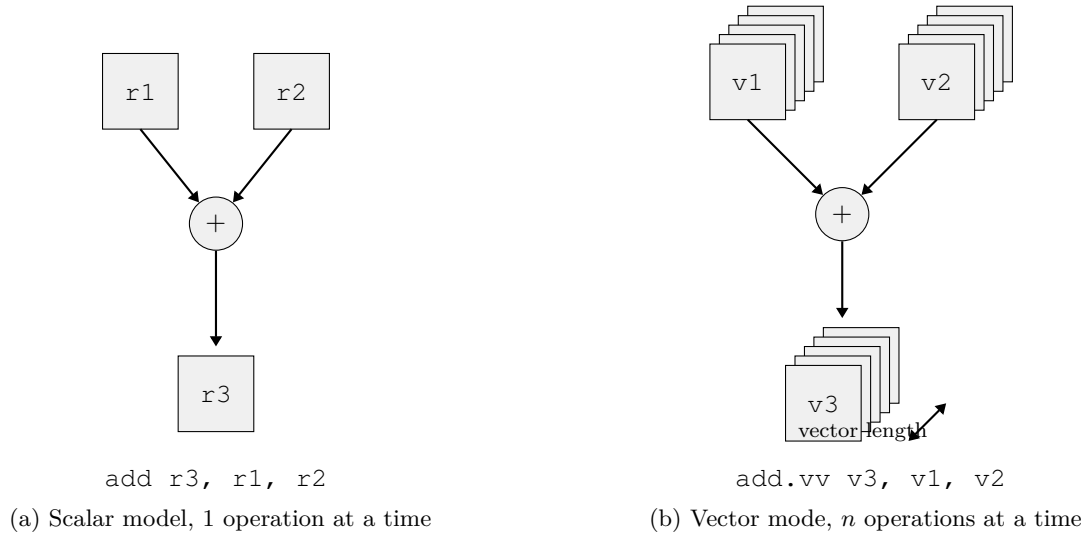 r1 r2
+
r3
add r3, r1, r2
(a) Scalar model, 1 operation at a time
v1 v2
+
v3
vector length
add.vv v3, v1, v2
(b) Vector mode, n operations at a time